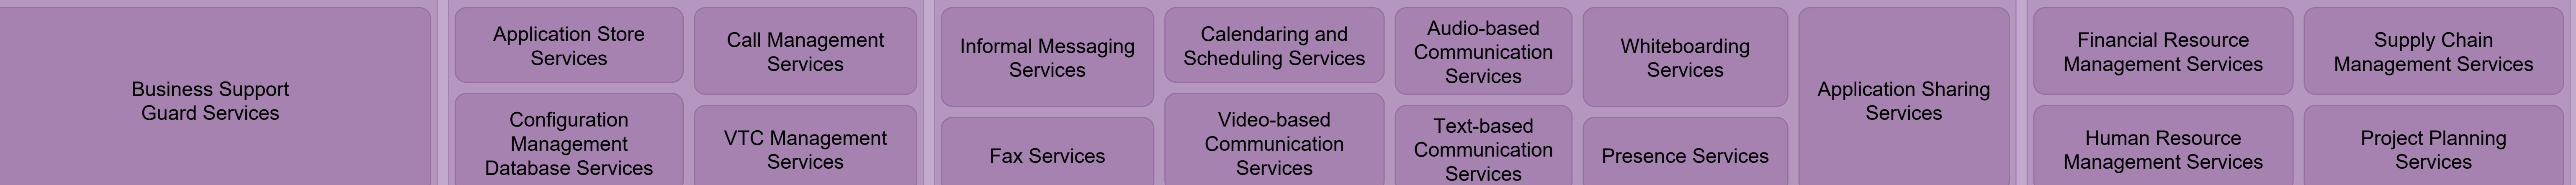 Business Support
Guard Services
Application Store
Services
Configuration
Management
Database Services
Call Management
Services
VTC Management
Services
Informal Messaging
Services
Fax Services
Calendaring and
Scheduling Services
Video-based
Communication
Services
Audio-based
Communication
Services
Text-based
Communication
Services
Whiteboarding
Services
Presence Services
Application Sharing
Services
Financial Resource
Management Services
Human Resource
Management Services
Supply Chain
Management Services
Project Planning
Services